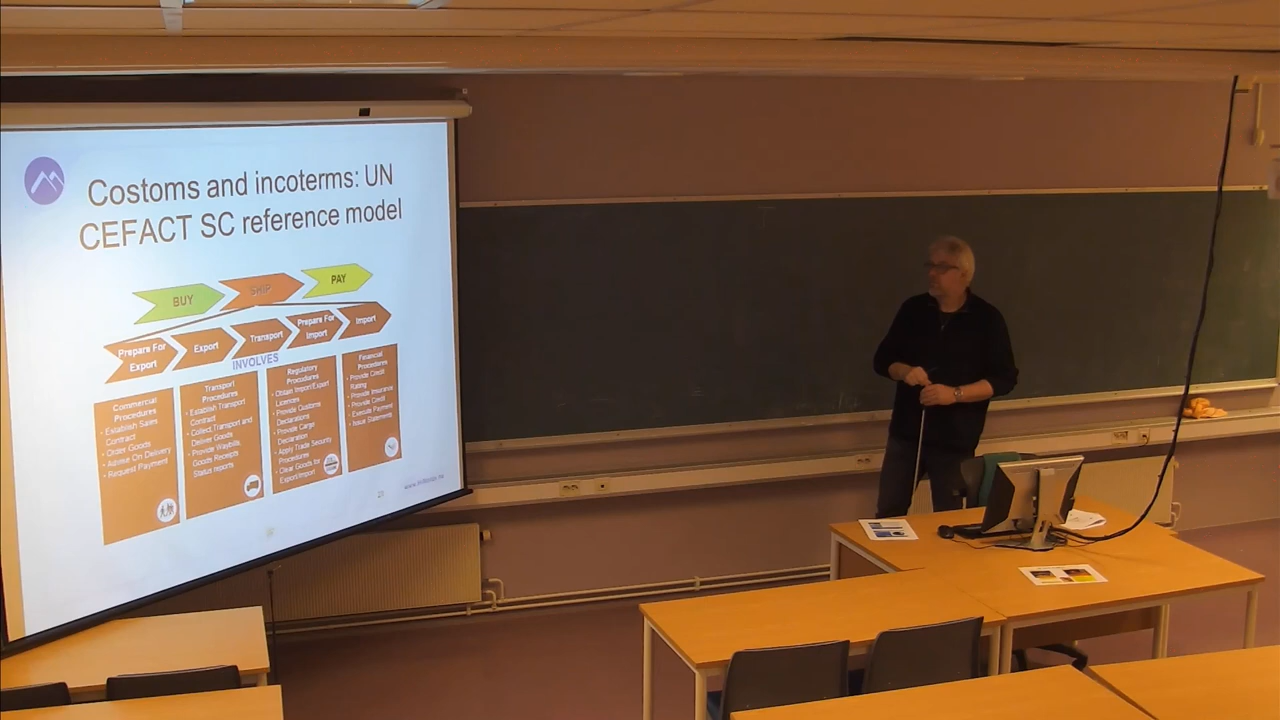 Costoms and incoterms: UN
CEFACT SC reference model
BUY
SHIP
PAY
Prepare For
Export
Export
Transport
Prepare For
Import
Import
INVOLVES
Commercial
Procedures
• Establish Sales
Contract
• Order Goods
• Advise On Delivery
• Request Payment
Transport
Procedures
• Establish Transport
Contract
• Collect,Transport and
Deliver Goods
• Provide Waybills,
Goods Receipts
Status reports
Regulatory
Procudures
• Obtain Import/Export
Licences
• Provide Customs
Declarations
• Provide Cargo
Declaration
• Apply Trade Security
Procedures
• Clear Goods for
Export/Import
Financial
Procedures
• Provide Credit
Rating
• Provide Insurance
• Provide Credit
• Execute Payment
• Issue Statements